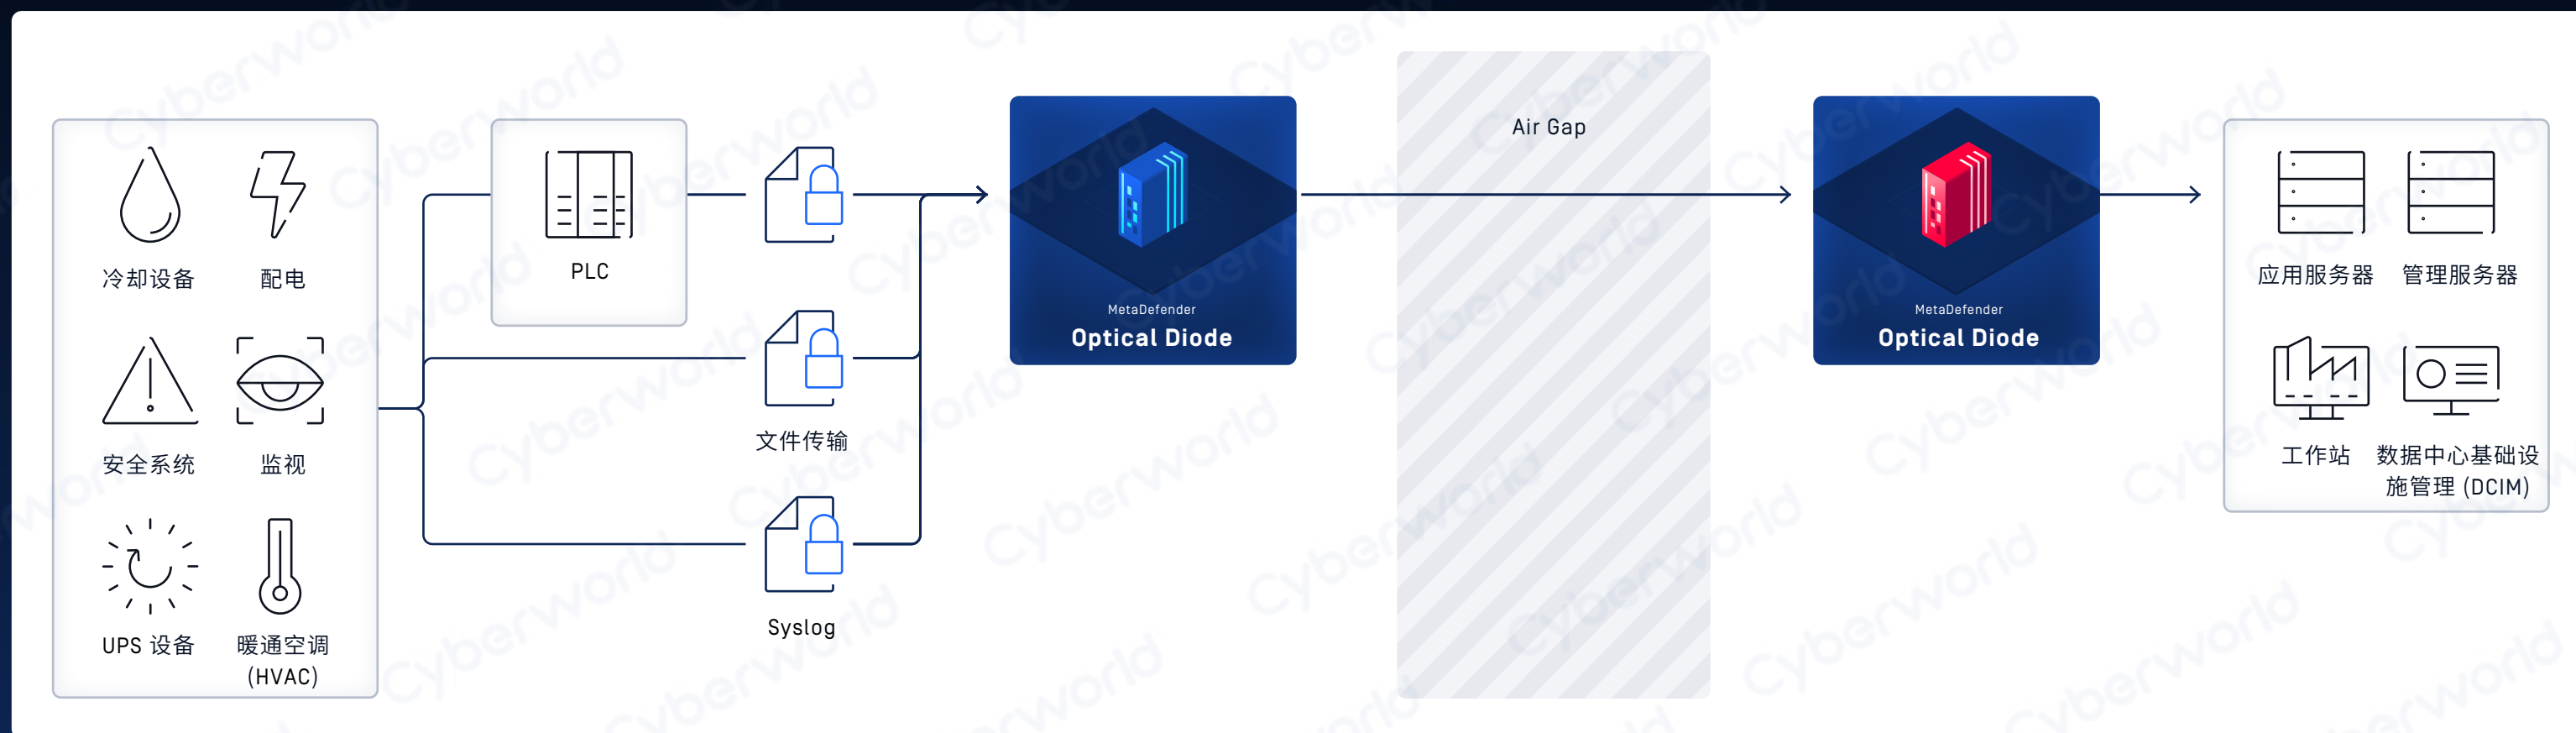 冷却设备
配电
安全系统
监视
UPS 设备
暖通空调
(HVAC)
PLC
文件传输
Syslog
MetaDefender
Optical Diode
Air Gap
MetaDefender
Optical Diode
应用服务器
管理服务器
工作站
数据中心基础设
施管理 (DCIM)
Cyberworld